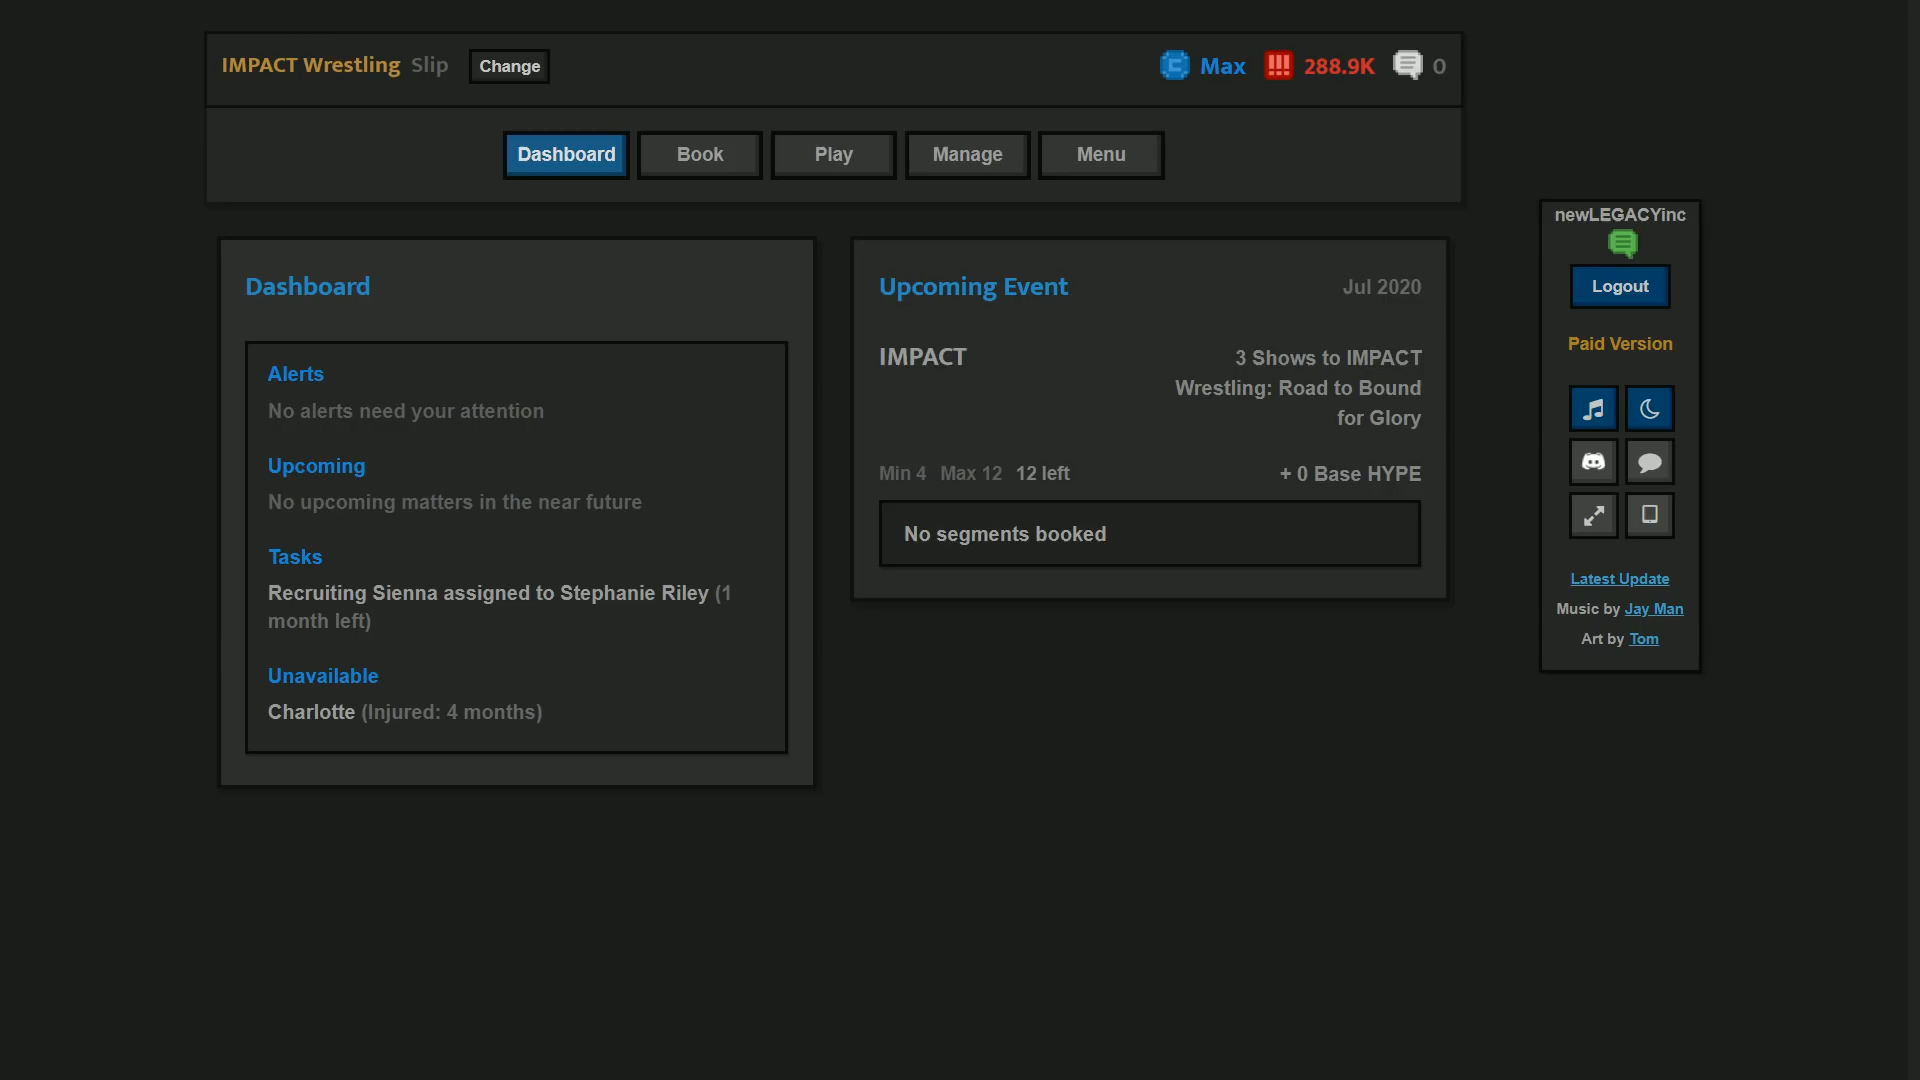 IMPACT Wrestling Slip Change Max 288.9K 0
Dashboard Book Play Manage Menu
Dashboard
Alerts
No alerts need your attention
Upcoming
No upcoming matters in the near future
Tasks
Recruiting Sienna assigned to Stephanie Riley (1
month left)
Unavailable
Charlotte (Injured: 4 months)
Upcoming Event Jul 2020
IMPACT
3 Shows to IMPACT
Wrestling: Road to Bound
for Glory
Min 4 Max 12 12 left + 0 Base HYPE
No segments booked
newLEGACYinc
Logout
Paid Version
Latest Update
Music by Jay Man
Art by Tom